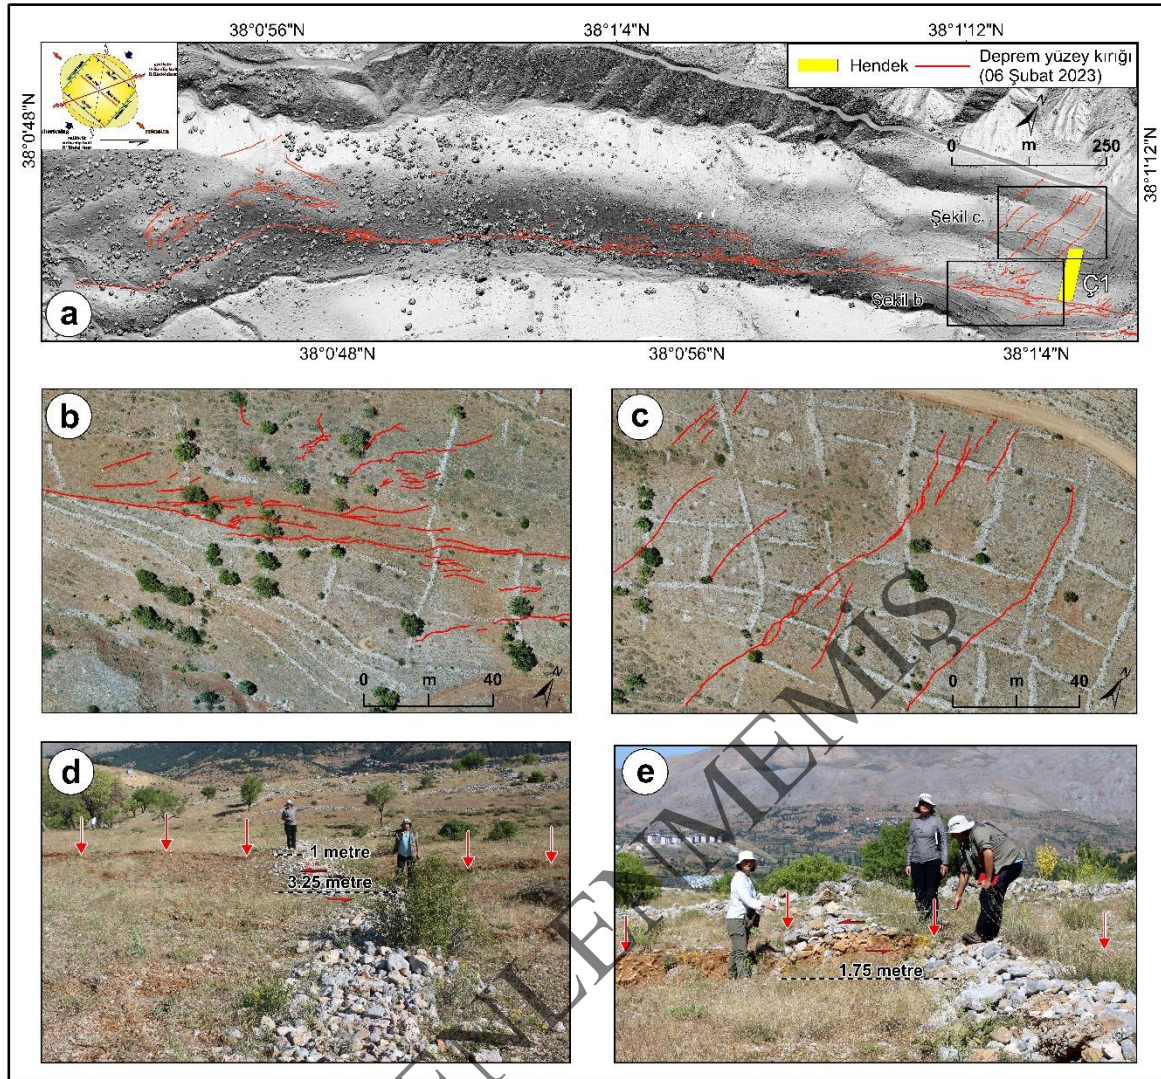 38°0'56"N
38°1'4"N
38°1'12"N
Hendek
Deprem yüzey kırığı
(06 Şubat 2023)
38°0'48"N
38°1'12"N
N
0 m 250
Şekil c
Şekil b
Ç1
a
38°0'48"N
38°0'56"N
38°1'4"N
b
c
0 m 40
N
0 m 40
N
d
e
1 metre
3.25 metre
1.75 metre